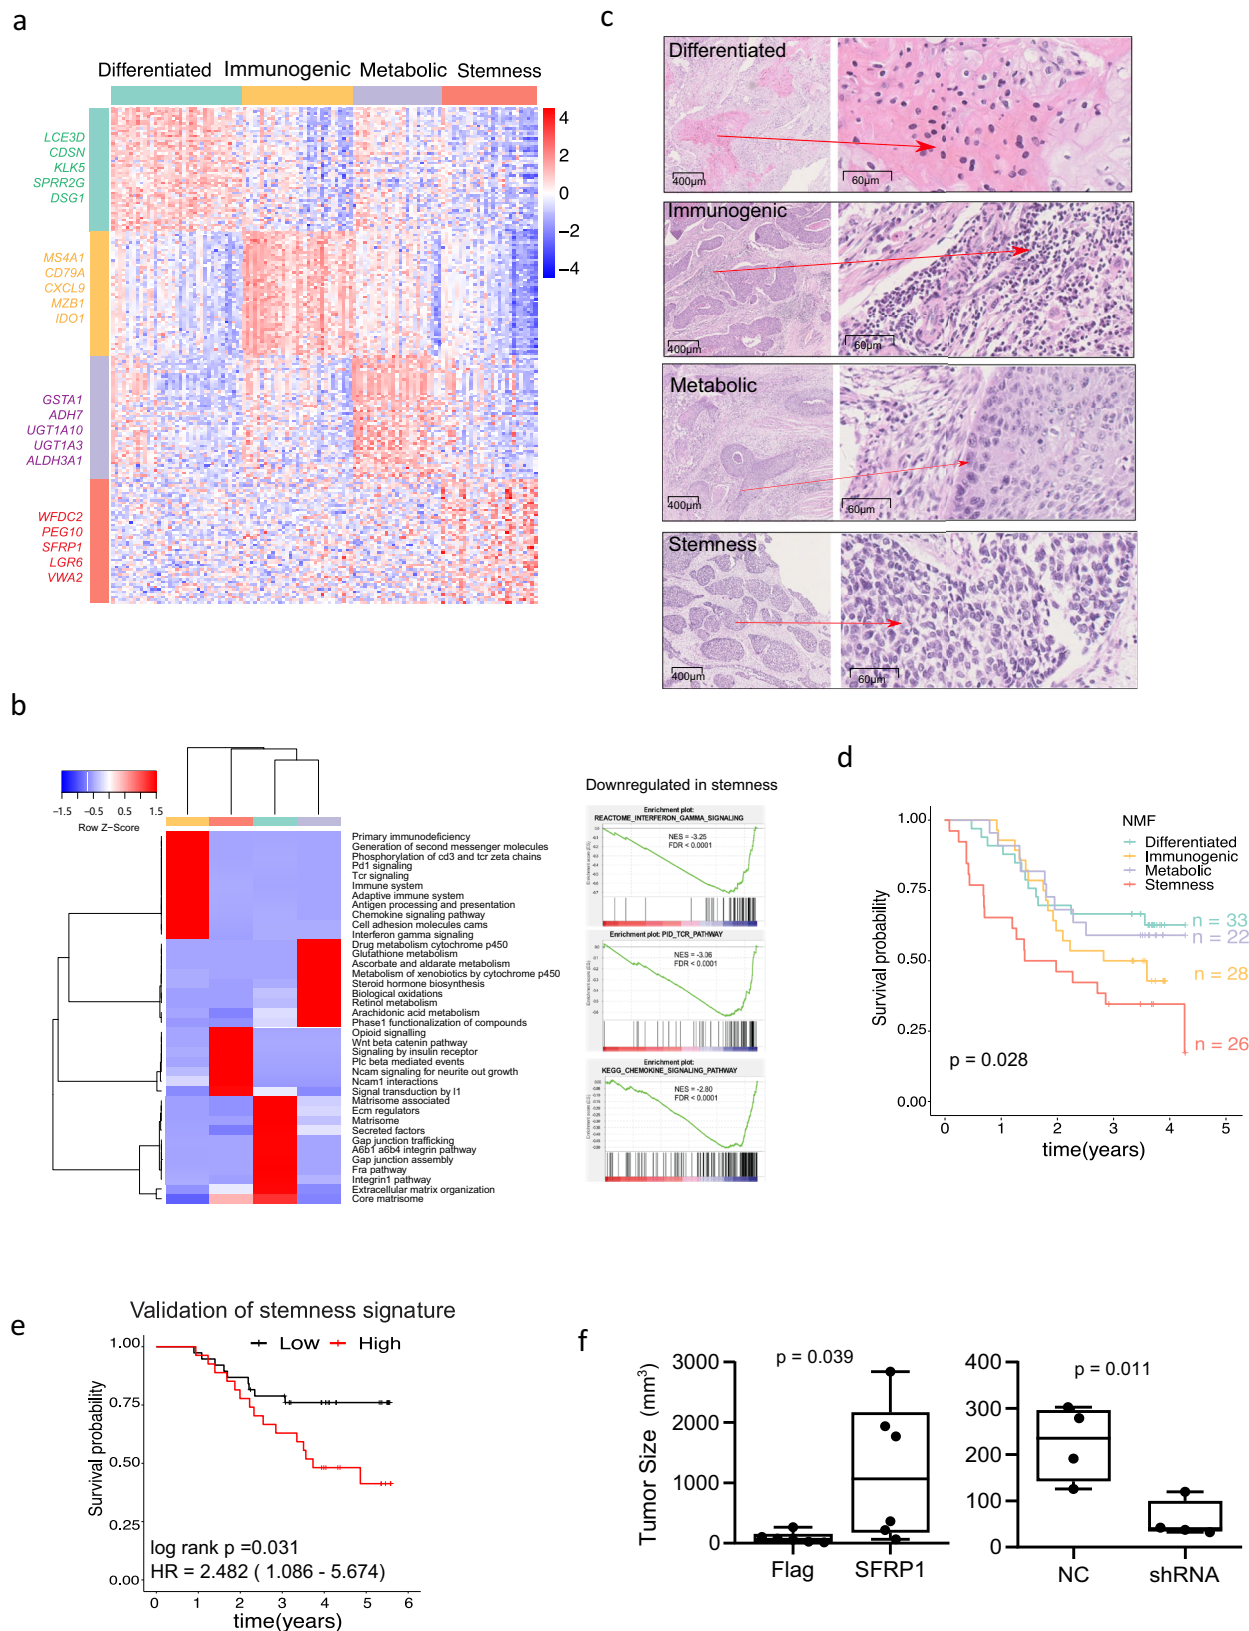 a
Differentiated Immunogenic Metabolic Stemness
LCE3D
CDSN
KLK5
SPRR2G
DSG1
MS4A1
CD79A
CXCL9
MZB1
IDO1
GSTA1
ADH7
UGT1A10
UGT1A3
ALDH3A1
WFDC2
PEG10
SFRP1
LGR6
VWA2
4
2
0
−2
−4
c
Differentiated
400µm
60µm
Immunogenic
400µm
60µm
Metabolic
400µm
60µm
Stemness
400µm
60µm
b
−1.5 −0.5 0.5 1.5
Row Z−Score
Primary immunodeficiency
Generation of second messenger molecules
Phosphorylation of cd3 and tcr zeta chains
Pd1 signaling
Tcr signaling
Immune system
Adaptive immune system
Antigen processing and presentation
Chemokine signaling pathway
Cell adhesion molecules cams
Interferon gamma signaling
Drug metabolism cytochrome p450
Glutathione metabolism
Ascorbate and aldarate metabolism
Metabolism of xenobiotics by cytochrome p450
Steroid hormone biosynthesis
Biological oxidations
Retinol metabolism
Arachidonic acid metabolism
Phase1 functionalization of compounds
Opioid signalling
Wnt beta catenin pathway
Signaling by insulin receptor
Plc beta mediated events
Ncam signaling for neurite out growth
Ncam1 interactions
Signal transduction by l1
Matrisome associated
Ecm regulators
Matrisome
Secreted factors
Gap junction trafficking
A6b1 a6b4 integrin pathway
Gap junction assembly
Fra pathway
Integrin1 pathway
Extracellular matrix organization
Core matrisome
Downregulated in stemness
Enrichment plot:
REACTOME_INTERFERON_GAMMA_SIGNALING
NES = -3.25
FDR < 0.0001
Enrichment plot: PID_TCR_PATHWAY
NES = -3.06
FDR < 0.0001
Enrichment plot:
KEGG_CHEMOKINE_SIGNALING_PATHWAY
NES = -2.80
FDR < 0.0001
d
NMF
Differentiated
Immunogenic
Metabolic
Stemness
Survival probability
1.00
0.75
0.50
0.25
0.00
n = 33
n = 22
n = 28
n = 26
p = 0.028
0 1 2 3 4 5
time(years)
e
Validation of stemness signature
Low High
Survival probability
1.00
0.75
0.50
0.25
0.00
log rank p =0.031
HR = 2.482 ( 1.086 - 5.674)
0 1 2 3 4 5 6
time(years)
f
Tumor Size (mm³)
3000
2000
1000
0
p = 0.039
Flag SFRP1
400
300
200
100
0
p = 0.011
NC shRNA